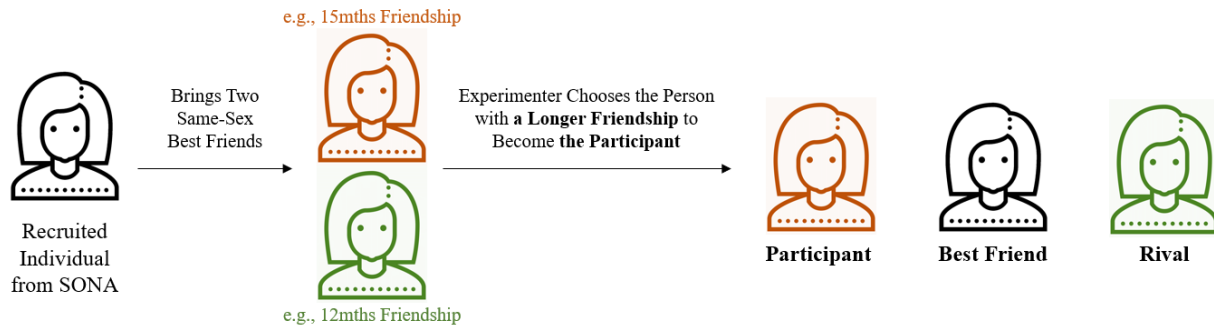 e.g., 15mths Friendship
Recruited
Individual
from SONA
Brings Two
Same-Sex
Best Friends
e.g., 12mths Friendship
Experimenter Chooses the Person
with a Longer Friendship to
Become the Participant
Participant
Best Friend
Rival